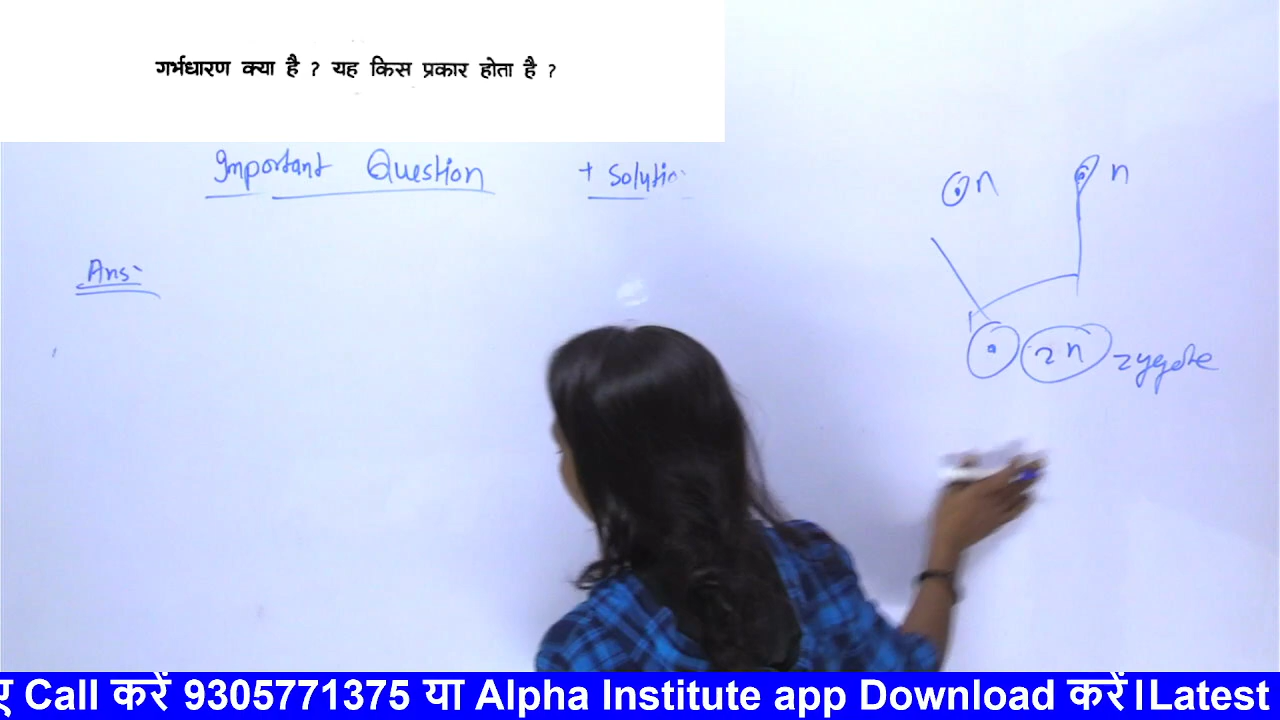 गर्भधारण क्या है ? यह किस प्रकार होता है ?
Important Question + Solution
Ans-
n n
2n zygote
ए Call करें 9305771375 या Alpha Institute app Download करें।Latest